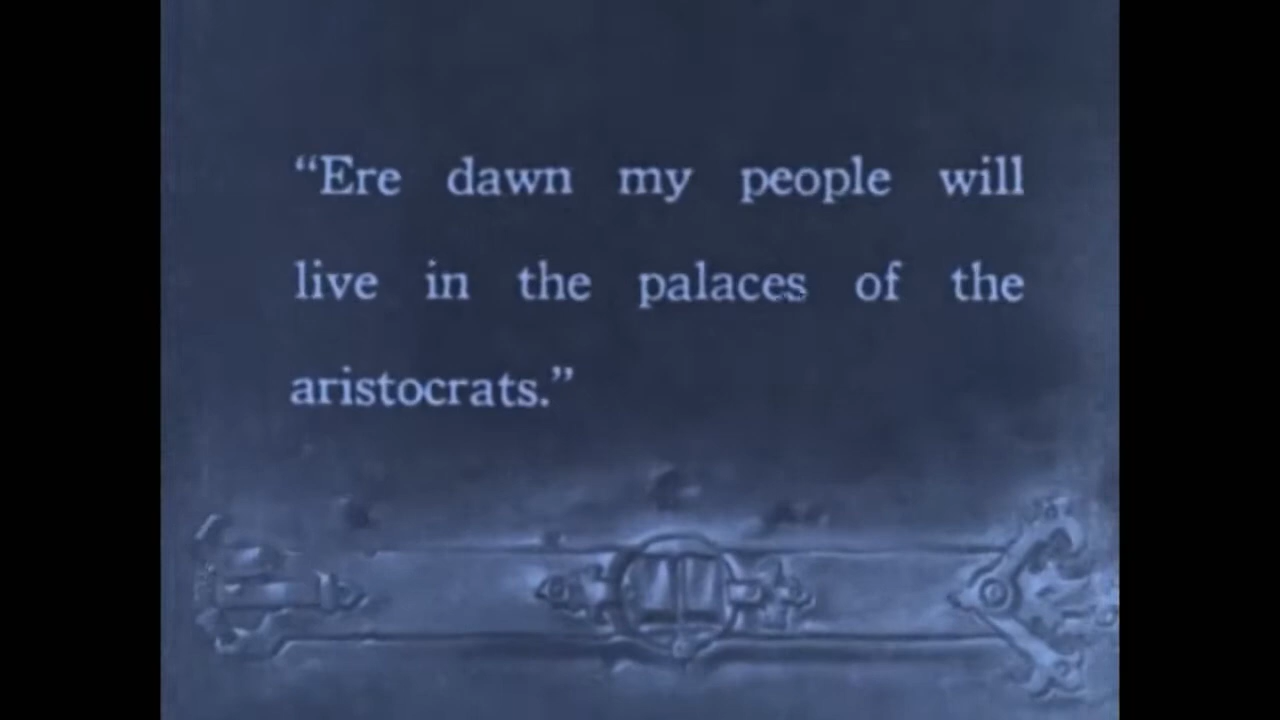 “Ere dawn my people will
live in the palaces of the
aristocrats.”